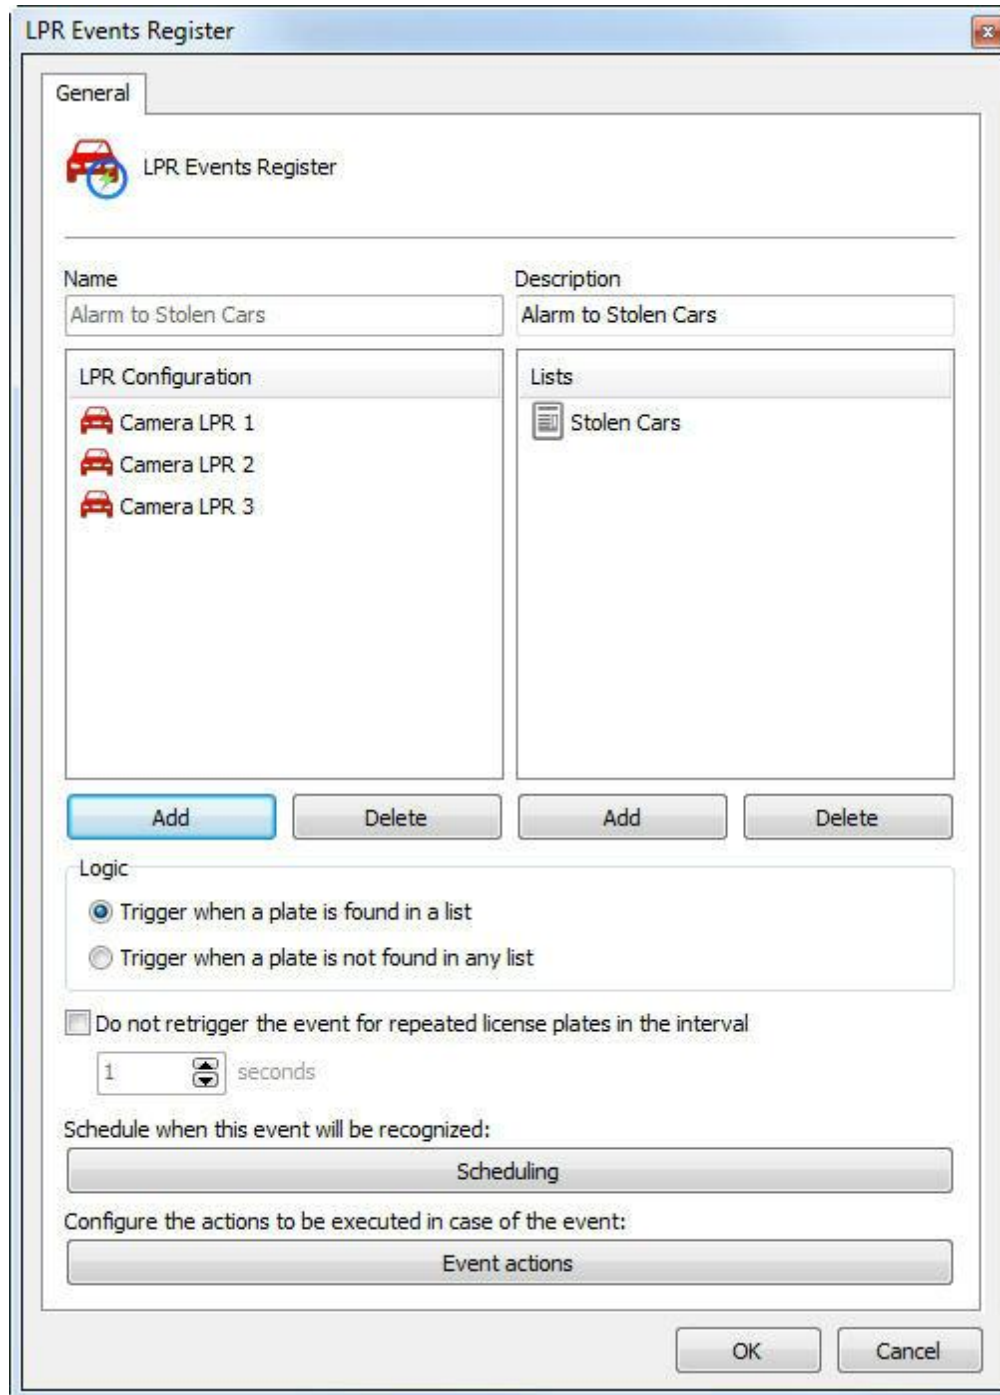 LPR Events Register
General
LPR Events Register
Name Description
Alarm to Stolen Cars Alarm to Stolen Cars
LPR Configuration Lists
Camera LPR 1 Stolen Cars
Camera LPR 2
Camera LPR 3
Add Delete Add Delete
Logic
Trigger when a plate is found in a list
Trigger when a plate is not found in any list
Do not retrigger the event for repeated license plates in the interval
1 seconds
Schedule when this event will be recognized:
Scheduling
Configure the actions to be executed in case of the event:
Event actions
OK Cancel